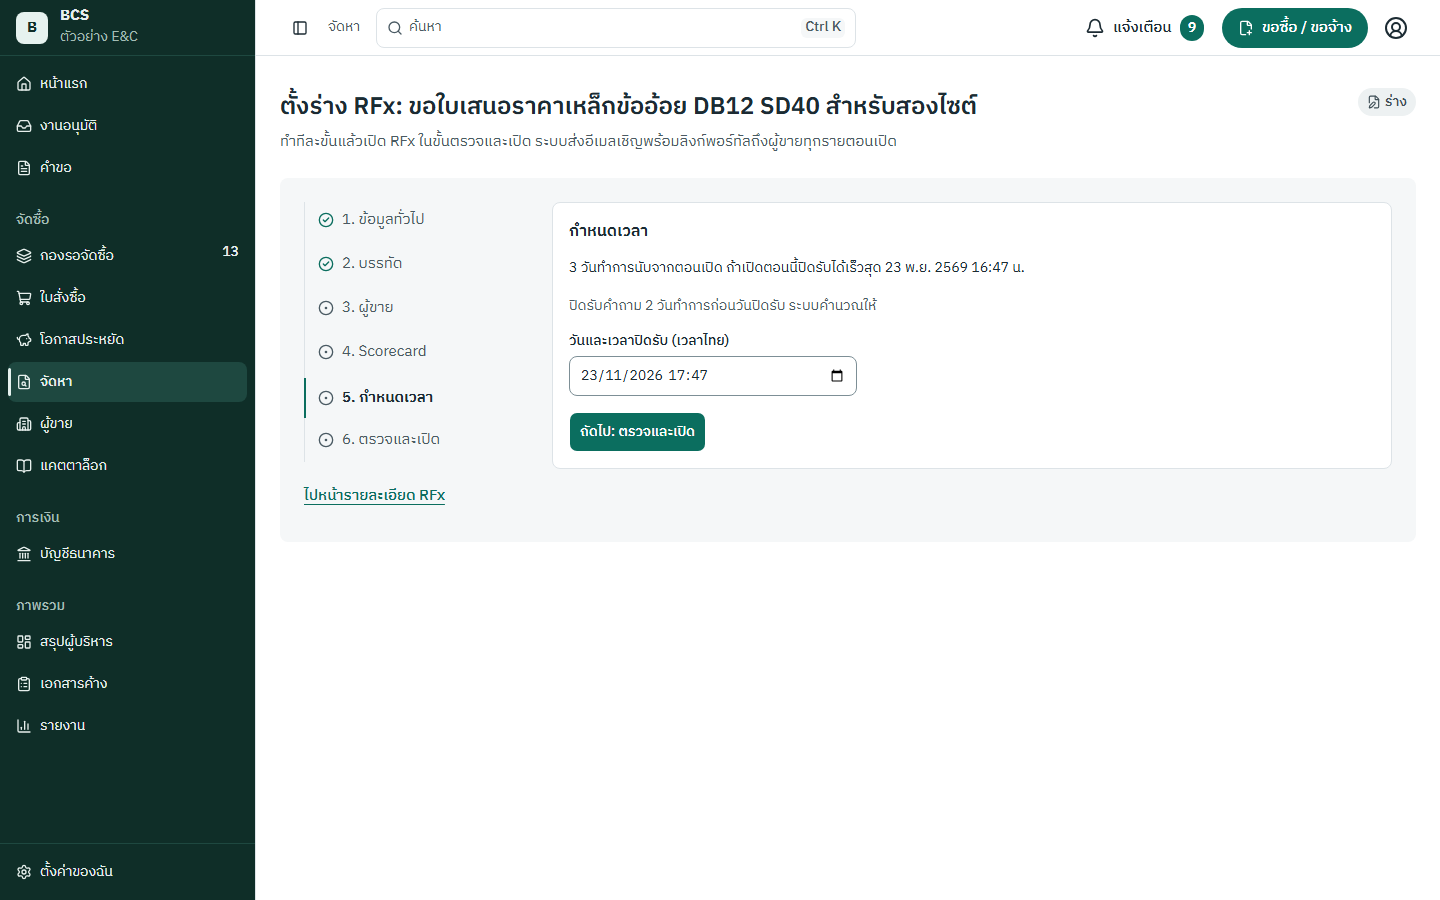 B
BCS
ตัวอย่าง E&C
หน้าแรก
งานอนุมัติ
คำขอ
จัดซื้อ
กองรอจัดซื้อ
13
ใบสั่งซื้อ
โอกาสประหยัด
จัดหา
ผู้ขาย
แคตตาล็อก
การเงิน
บัญชีธนาคาร
ภาพรวม
สรุปผู้บริหาร
เอกสารค้าง
รายงาน
ตั้งค่าของฉัน
จัดหา
ค้นหา
Ctrl K
แจ้งเตือน
9
ขอซื้อ / ขอจ้าง
ตั้งร่าง RFx: ขอใบเสนอราคาเหล็กข้ออ้อย DB12 SD40 สำหรับสองไซต์
ร่าง
ทำทีละขั้นแล้วเปิด RFx ในขั้นตรวจและเปิด ระบบส่งอีเมลเชิญพร้อมลิงก์พอร์ทัลถึงผู้ขายทุกรายตอนเปิด
1. ข้อมูลทั่วไป
2. บรรทัด
3. ผู้ขาย
4. Scorecard
5. กำหนดเวลา
6. ตรวจและเปิด
ไปหน้ารายละเอียด RFx
กำหนดเวลา
3 วันทำการนับจากตอนเปิด ถ้าเปิดตอนนี้ปิดรับได้เร็วสุด 23 พ.ย. 2569 16:47 น.
ปิดรับคำถาม 2 วันทำการก่อนวันปิดรับ ระบบคำนวณให้
วันและเวลาปิดรับ (เวลาไทย)
23/11/2026 17:47
ถัดไป: ตรวจและเปิด